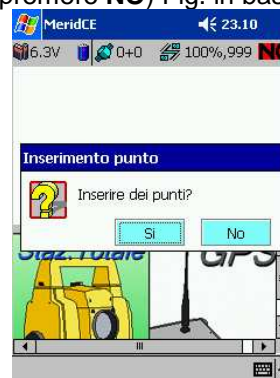 premere NO) Fig. in bas
MeridCE 23.10
6.3V 0+0 100%,999 NO
Inserimento punto
Inserire dei punti?
Si No
Staz. Totale GPS